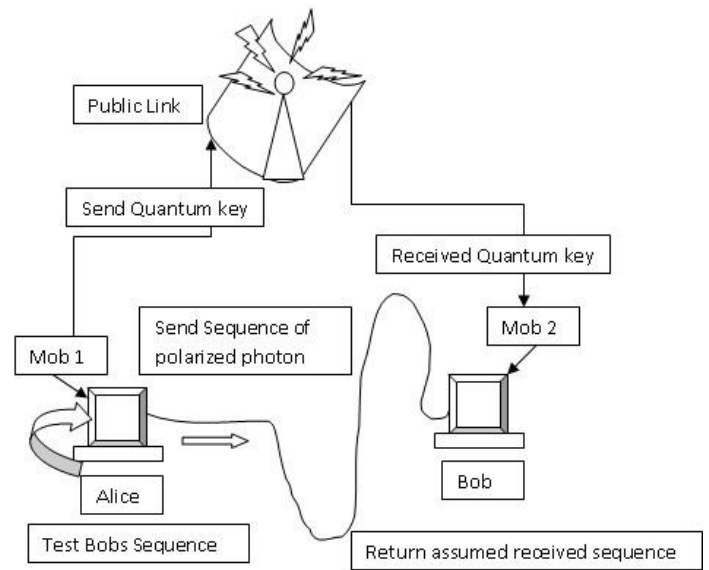 Public Link
Send Quantum key
Received Quantum key
Send Sequence of
polarized photon
Mob 1
Mob 2
Alice
Bob
Test Bobs Sequence
Return assumed received sequence